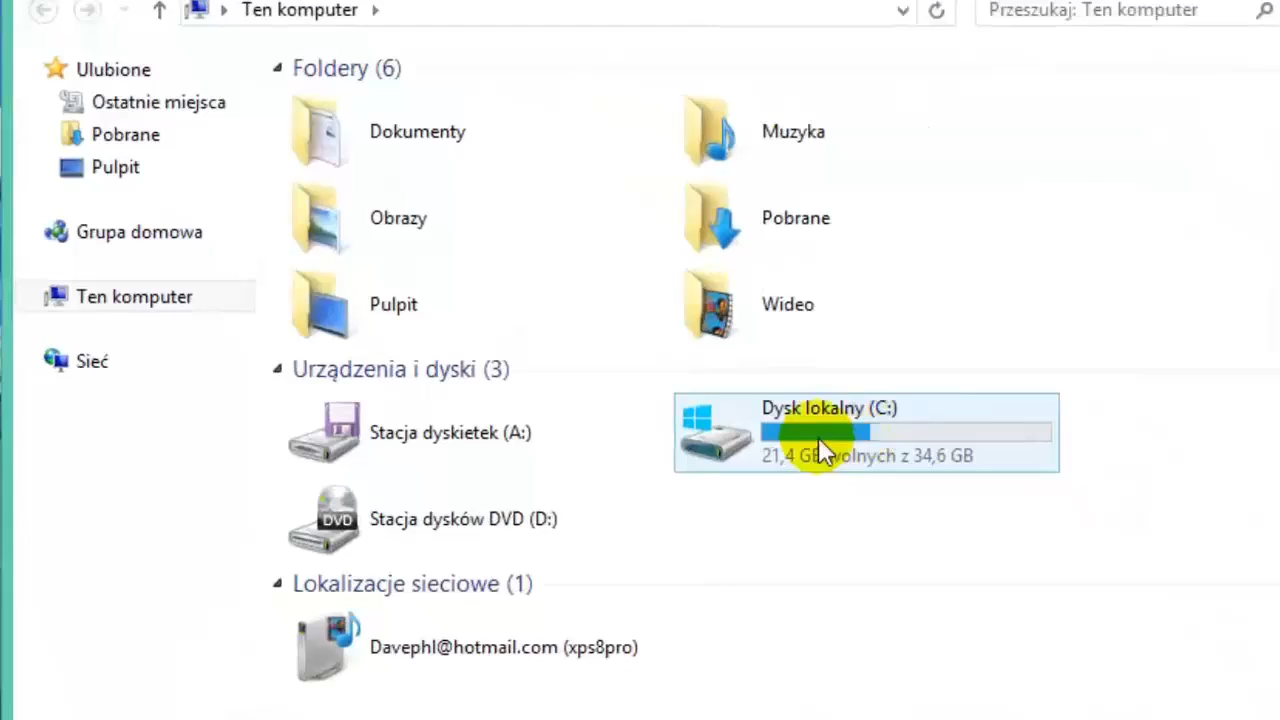 Ten komputer
Przeszukaj: Ten komputer
Ulubione
Ostatnie miejsca
Pobrane
Pulpit
Grupa domowa
Ten komputer
Sieć
Foldery (6)
Dokumenty
Muzyka
Obrazy
Pobrane
Pulpit
Wideo
Urządzenia i dyski (3)
Stacja dyskietek (A:)
Dysk lokalny (C:)
21,4 GB wolnych z 34,6 GB
DVD
Stacja dysków DVD (D:)
Lokalizacje sieciowe (1)
Davephl@hotmail.com (xps8pro)